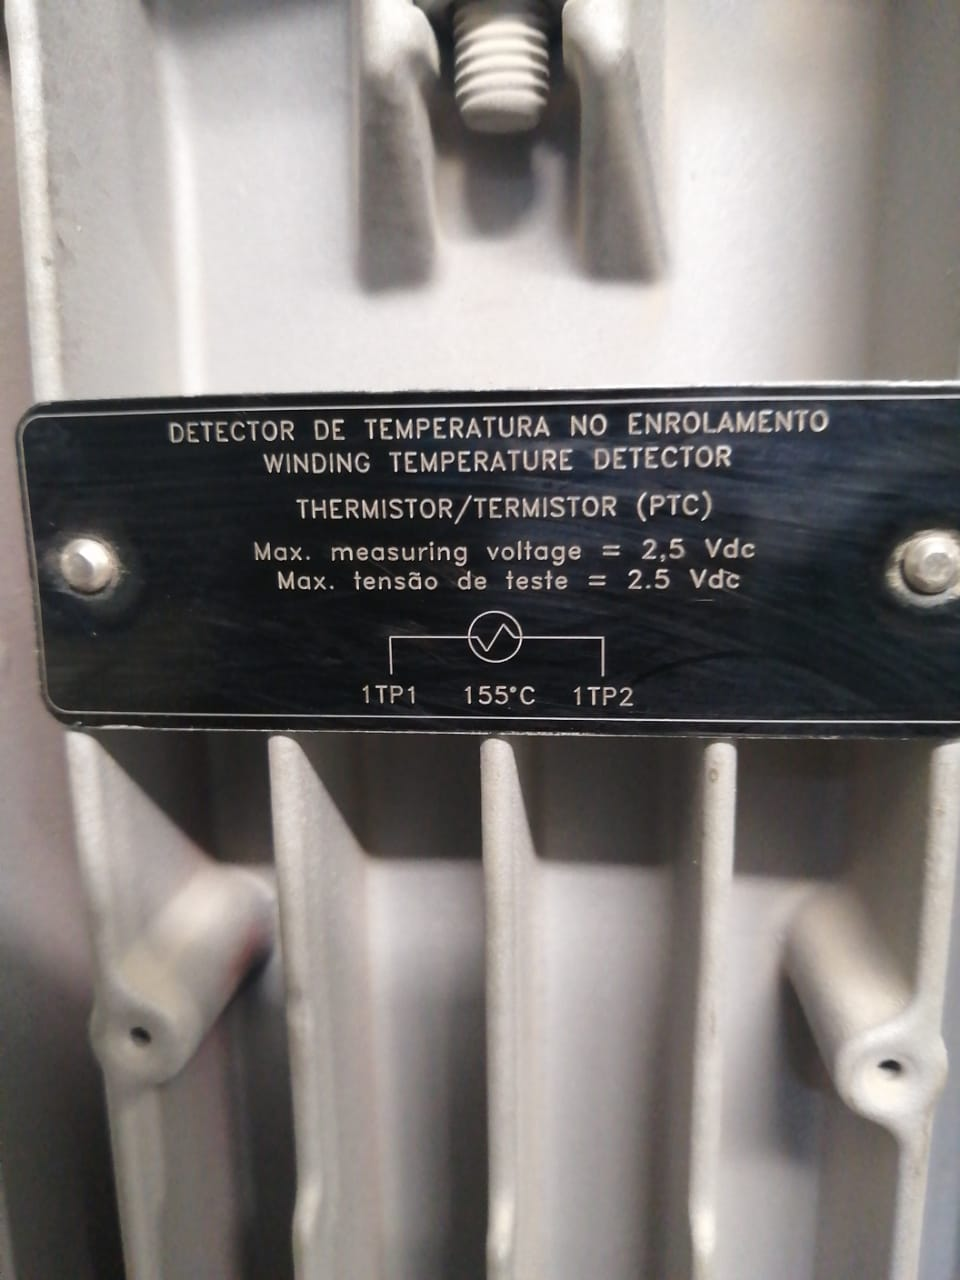 DETECTOR DE TEMPERATURA NO ENROLAMENTO
WINDING TEMPERATURE DETECTOR
THERMISTOR/TERMISTOR (PTC)
Max. measuring voltage = 2,5 Vdc
Max. tensão de teste = 2.5 Vdc
1TP1 155°C 1TP2